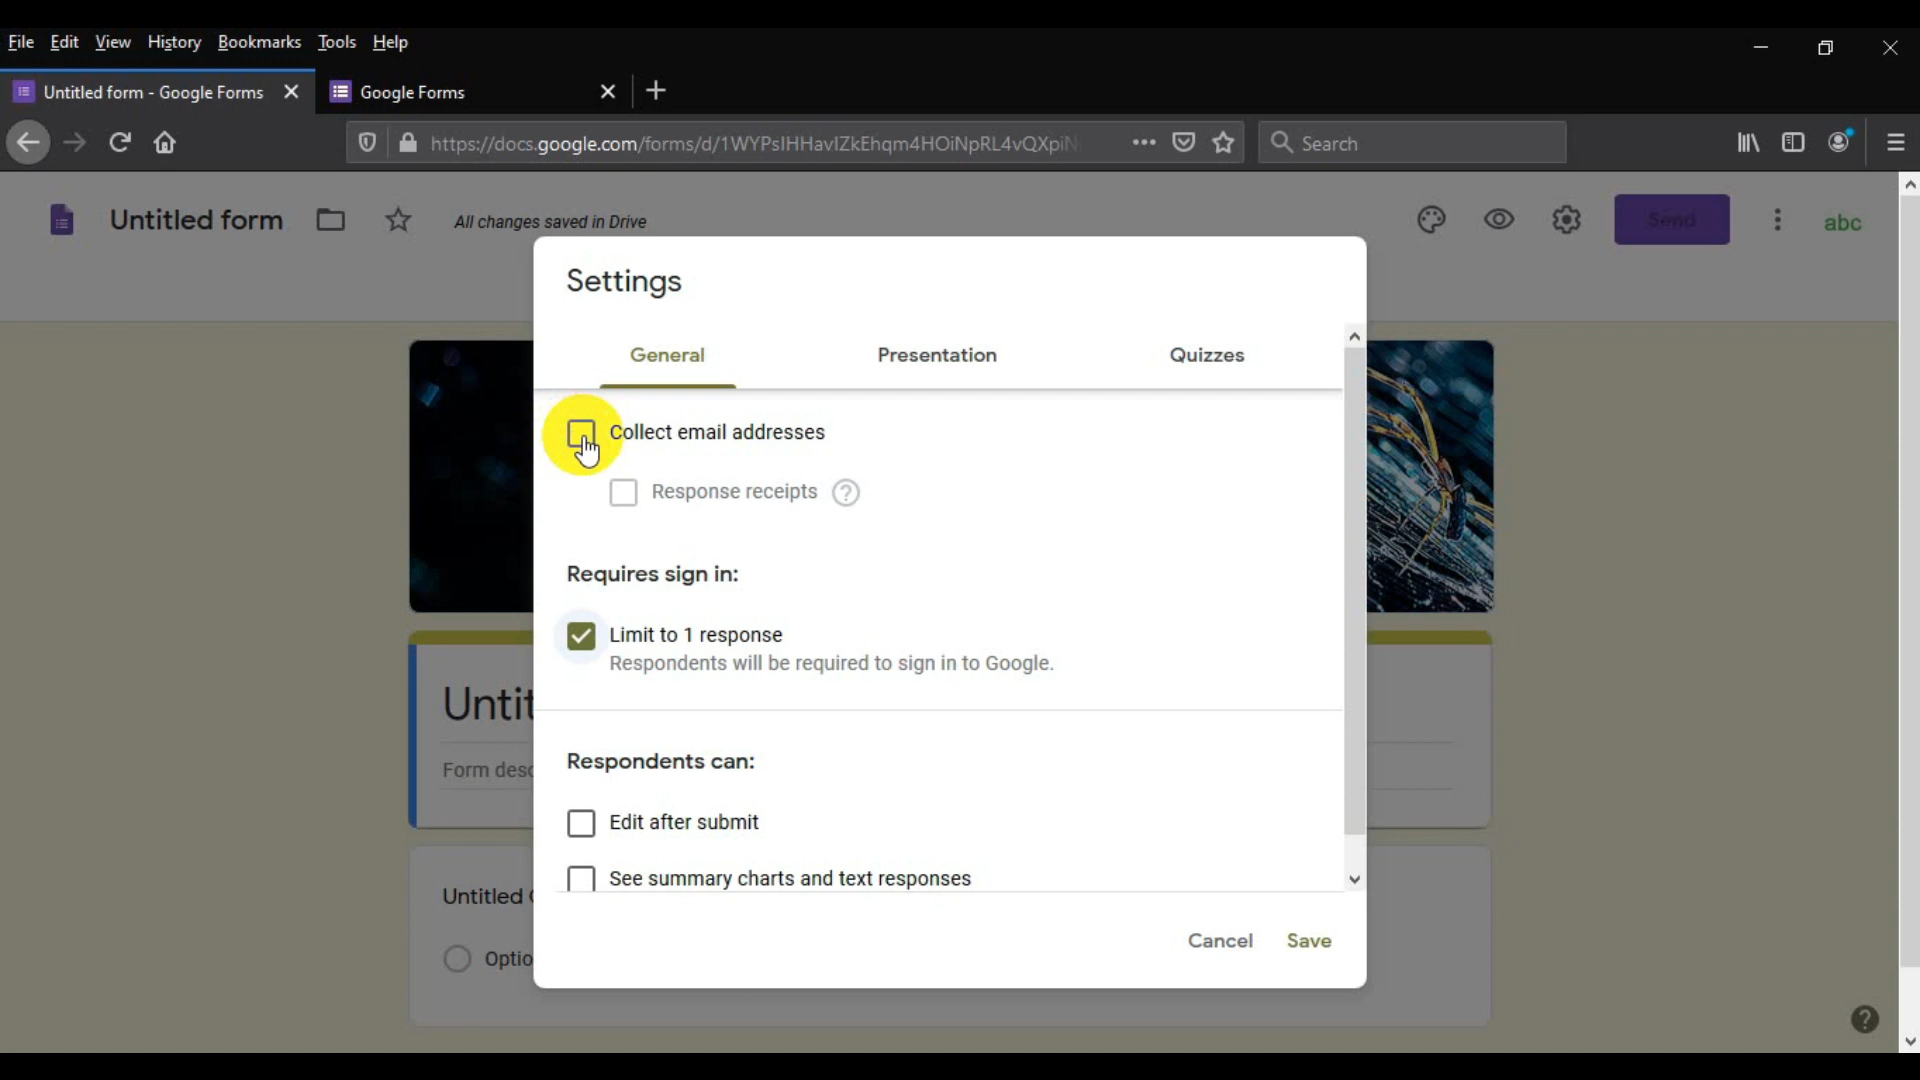 File Edit View History Bookmarks Tools Help
Untitled form - Google Forms Google Forms
https://docs.google.com/forms/d/1WYPsIHHavIZkEhqm4HOiNpRL4vQXpiN Search
Untitled form All changes saved in Drive Send abc
Settings
General Presentation Quizzes
Collect email addresses
Response receipts ?
Requires sign in:
Limit to 1 response
Respondents will be required to sign in to Google.
Untit
Respondents can:
Form desc
Edit after submit
See summary charts and text responses
Untitled
Cancel Save
Optio
?